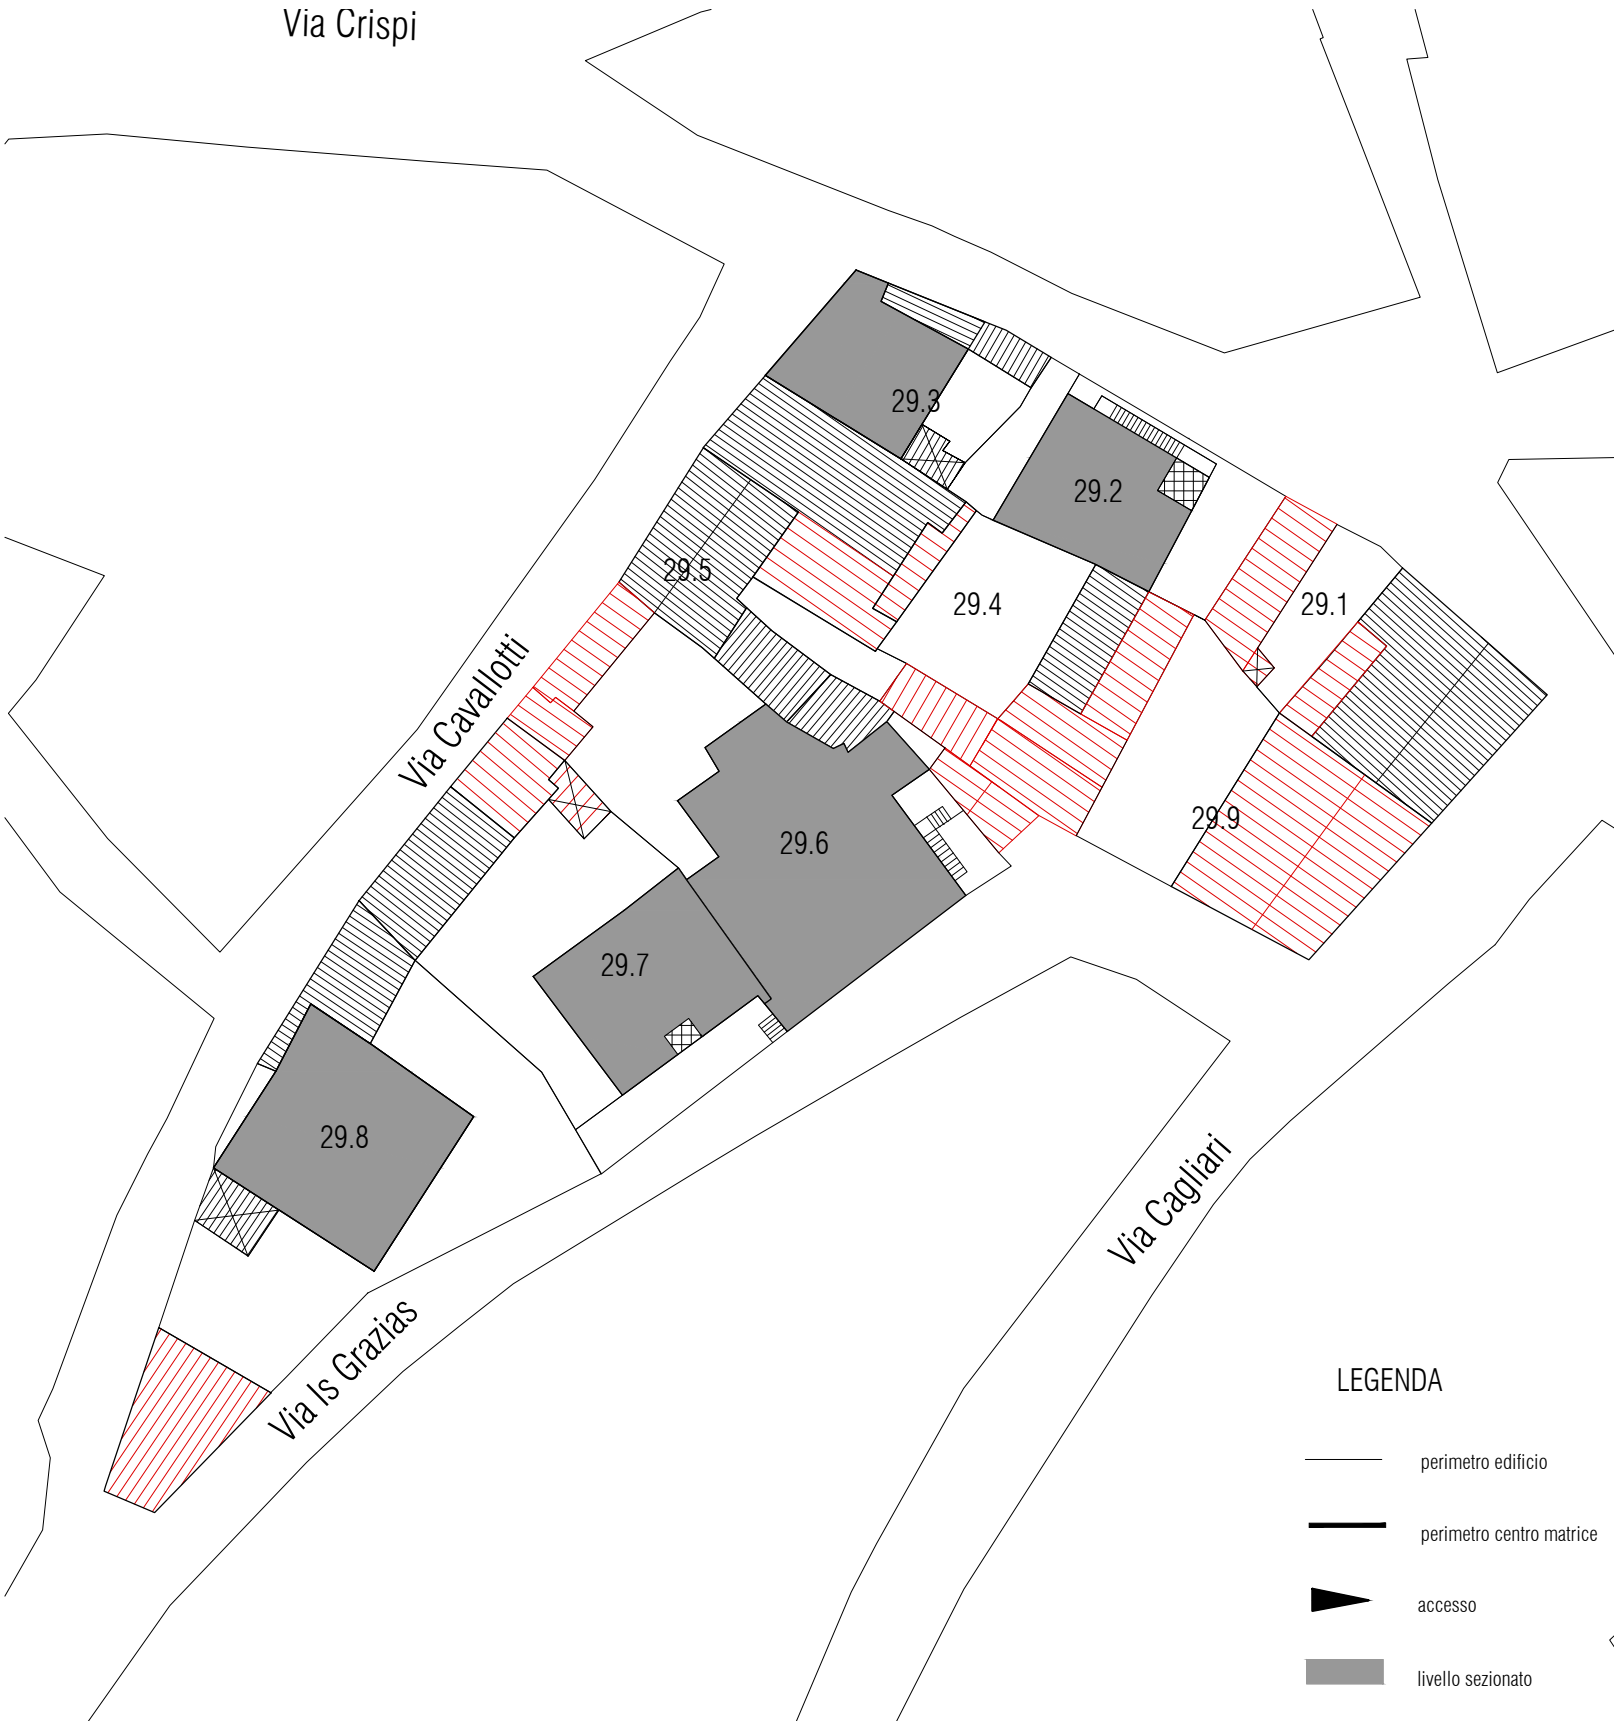 Via Crispi
29.3
29.2
29.5
29.4
29.1
Via Cavallotti
29.9
29.6
29.7
29.8
Via Cagliari
Via Is Grazias
LEGENDA
perimetro edificio
perimetro centro matrice
accesso
livello sezionato